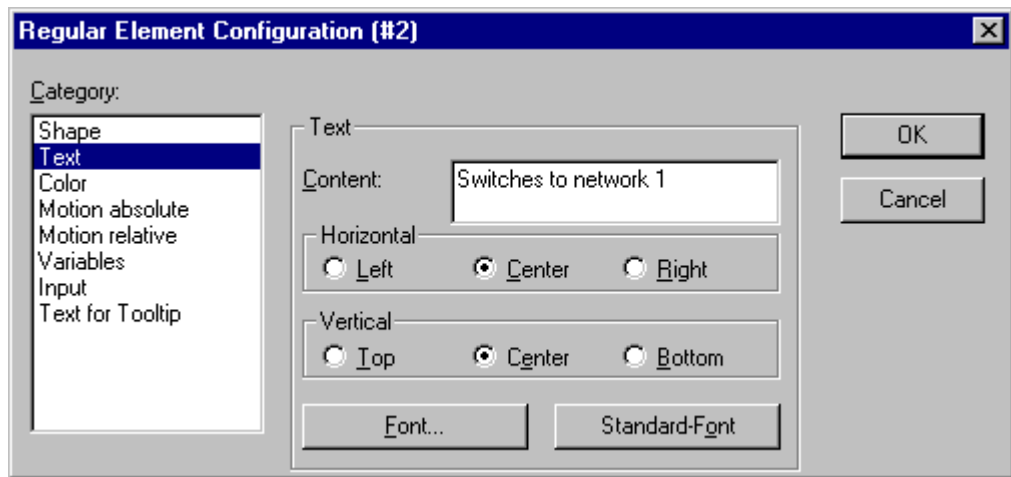 Regular Element Configuration (#2)
Category:
Shape
Text
Color
Motion absolute
Motion relative
Variables
Input
Text for Tooltip
Text
Content:
Switches to network 1
Horizontal
Left Center Right
Vertical
Top Center Bottom
Font... Standard-Font
OK
Cancel